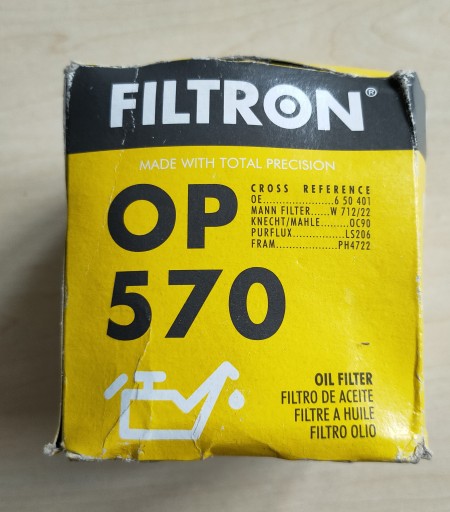 FILTRON®
MADE WITH TOTAL PRECISION
OP
570
CROSS REFERENCE
OE......................6 50 401
MANN FILTER......W 712/22
KNECHT/MAHLE.........OC90
PURFLUX................LS206
FRAM...................PH4722
OIL FILTER
FILTRO DE ACEITE
FILTRE A HUILE
FILTRO OLIO